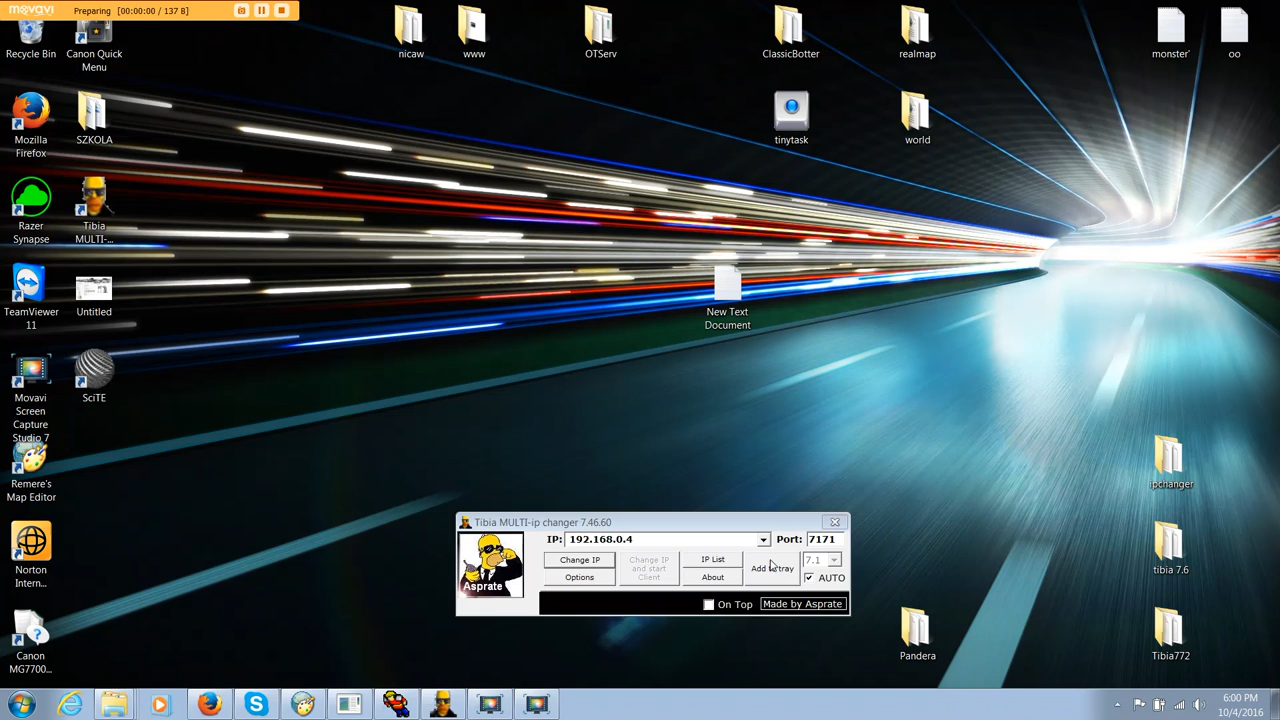 movavi Preparing [00:00:00 / 137 B]
Recycle Bin
Canon Quick
Menu
nicaw
www
OTServ
ClassicBotter
realmap
monster'
oo
Mozilla
Firefox
SZKOLA
tinytask
world
Razer
Synapse
Tibia
MULTI-...
TeamViewer
11
Untitled
New Text
Document
Movavi
Screen
Capture
Studio 7
SciTE
Remere's
Map Editor
ipchanger
Norton
Intern...
tibia 7.6
Canon
MG7700...
Pandera
Tibia772
Tibia MULTI-ip changer 7.46.60
IP: 192.168.0.4 Port: 7171
Change IP
Options
Change IP
and start
Client
IP List
About
Add tray
7.1
AUTO
Asprate
On Top
Made by Asprate
6:00 PM
10/4/2016